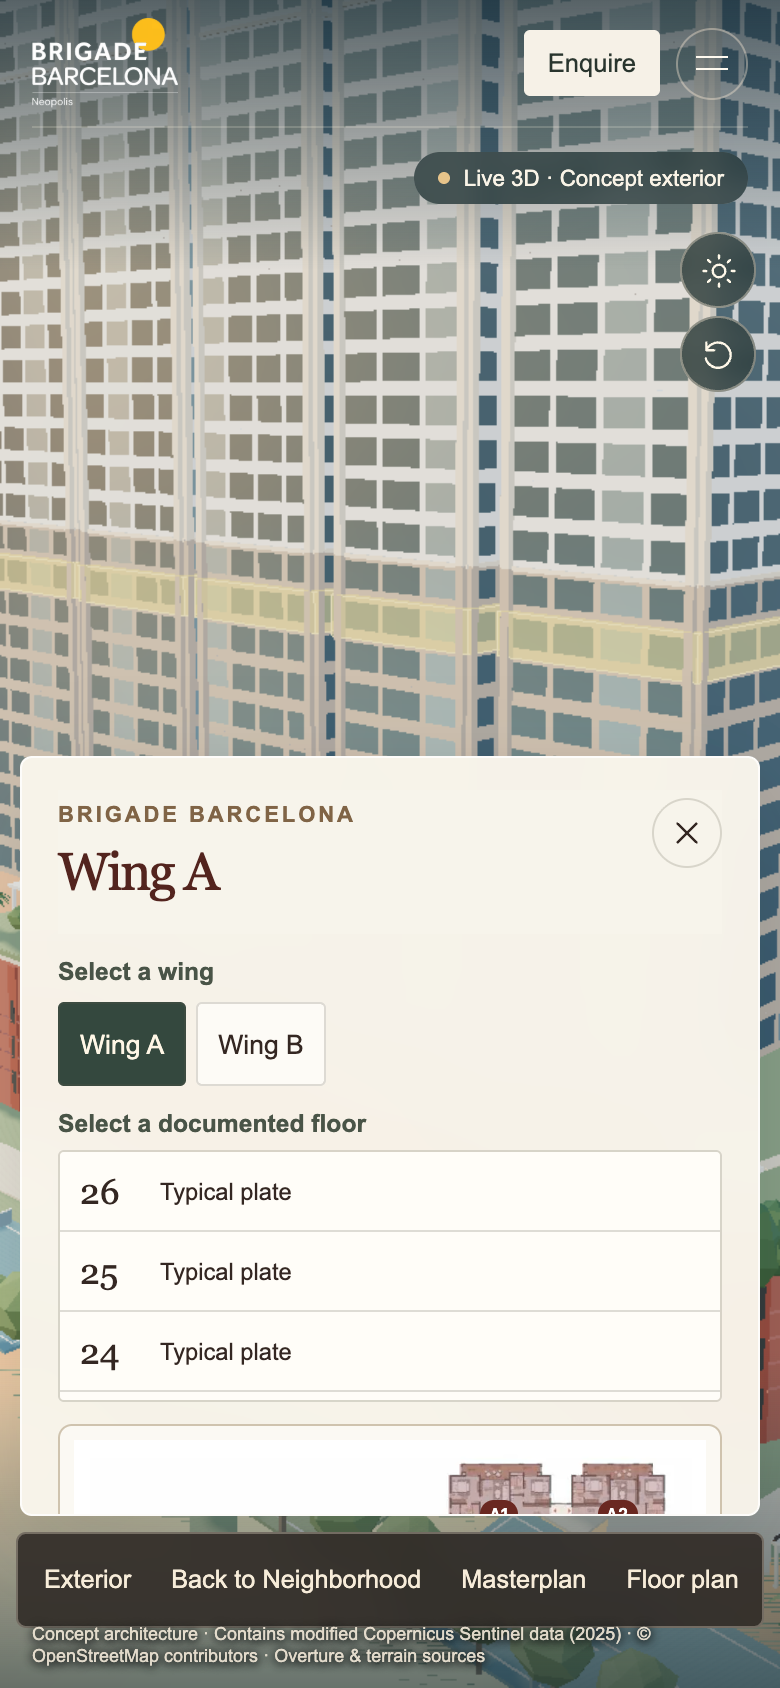 BRIGADE
BARCELONA
Neopolis
Enquire
Live 3D · Concept exterior
BRIGADE BARCELONA
Wing A
Select a wing
Wing A
Wing B
Select a documented floor
26 Typical plate
25 Typical plate
24 Typical plate
A1 A2
Exterior Back to Neighborhood Masterplan Floor plan
Concept architecture · Contains modified Copernicus Sentinel data (2025) · ©
OpenStreetMap contributors · Overture & terrain sources